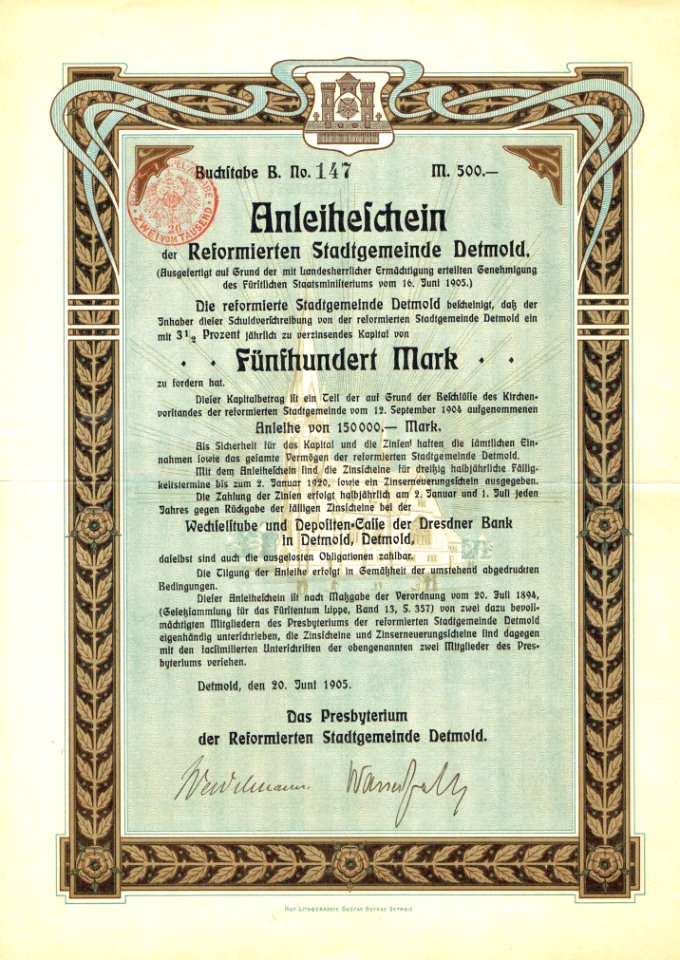 Buchstabe B. No. 147 M. 500.—
ZWEI VOM TAUSEND
26
Anleiheschein
der Reformierten Stadtgemeinde Detmold.
(Ausgefertigt auf Grund der mit Landesherrlicher Ermächtigung erteilten Genehmigung
des Fürstlichen Staatsministeriums vom 16. Juni 1905.)
Die reformierte Stadtgemeinde Detmold bescheinigt, daß der
Inhaber dieser Schuldverschreibung von der reformierten Stadtgemeinde Detmold ein
mit 3 1/2 Prozent jährlich zu verzinsendes Kapital von
Fünfhundert Mark
zu fordern hat.
Dieser Kapitalbetrag ist ein Teil der auf Grund der Beschlüsse des Kirchen-
vorstandes der reformierten Stadtgemeinde vom 12. September 1904 aufgenommenen
Anleihe von 150000.— Mark.
Als Sicherheit für das Kapital und die Zinsen haften die sämtlichen Ein-
nahmen sowie das gesamte Vermögen der reformierten Stadtgemeinde Detmold.
Mit dem Anleiheschein sind die Zinscheine für dreißig halbjährliche Fällig-
keitstermine bis zum 2. Januar 1920, sowie ein Zinserneuerungsschein ausgegeben.
Die Zahlung der Zinsen erfolgt halbjährlich am 2. Januar und 1. Juli jeden
Jahres gegen Rückgabe der fälligen Zinscheine bei der
Wechselstube und Depositen-Casse der Dresdner Bank
in Detmold, Detmold,
daselbst sind auch die ausgelosten Obligationen zahlbar.
Die Tilgung der Anleihe erfolgt in Gemäßheit der umstehend abgedruckten
Bedingungen.
Dieser Anleiheschein ist nach Maßgabe der Verordnung vom 20. Juli 1894,
(Gesetzsammlung für das Fürstentum Lippe, Band 13, S. 357) von zwei dazu bevoll-
mächtigten Mitgliedern des Presbyteriums der reformierten Stadtgemeinde Detmold
eigenhändig unterschrieben, die Zinscheine und Zinserneuerungsscheine sind dagegen
mit den facsimilierten Unterschriften der obengenannten zwei Mitglieder des Pres-
byteriums versehen.
Detmold, den 20. Juni 1905.
Das Presbyterium
der Reformierten Stadtgemeinde Detmold.
Hof Lithographie Gustav Detmold